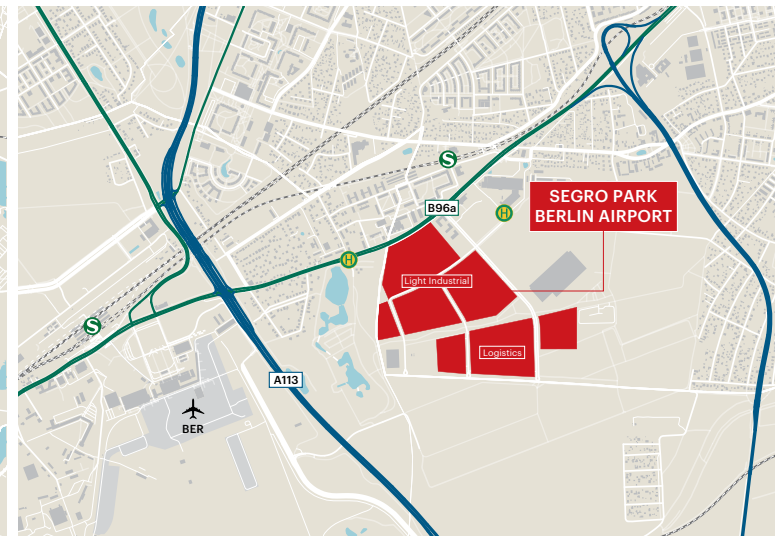 S
B96a
SEGRO PARK
BERLIN AIRPORT
H
H
Light Industrial
S
Logistics
A113
BER